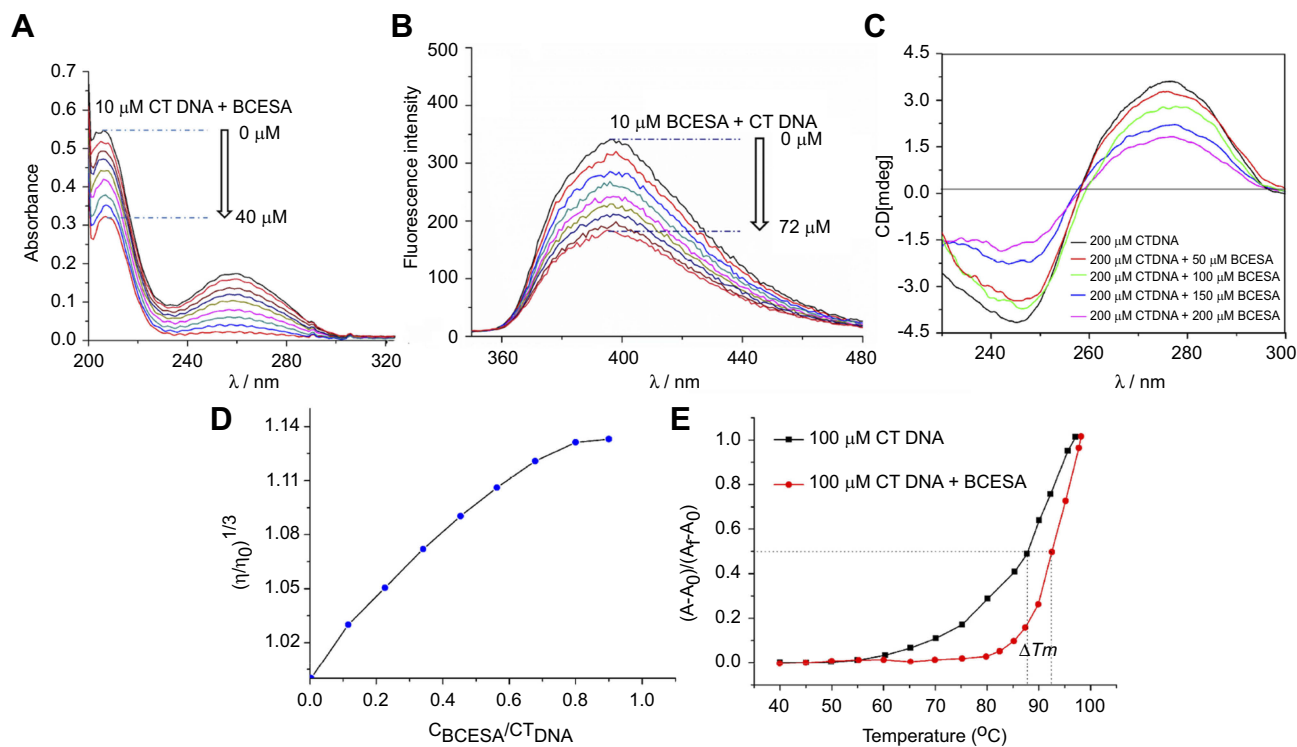 A
Absorbance
0.7
0.6
0.5
0.4
0.3
0.2
0.1
0.0
10 μM CT DNA + BCESA
0 μM
40 μM
200 240 280 320
λ / nm
B
Fluorescence intensity
500
400
300
200
100
0
10 μM BCESA + CT DNA
0 μM
72 μM
360 400 440 480
λ / nm
C
CD[mdeg]
4.5
3.0
1.5
0.0
-1.5
-3.0
-4.5
200 μM CTDNA
200 μM CTDNA + 50 μM BCESA
200 μM CTDNA + 100 μM BCESA
200 μM CTDNA + 150 μM BCESA
200 μM CTDNA + 200 μM BCESA
240 260 280 300
λ / nm
D
(η/η0)1/3
1.14
1.11
1.08
1.05
1.02
0.0 0.2 0.4 0.6 0.8 1.0
CBCESA/CTDNA
E
(A-A0)/(Af-A0)
1.0
0.8
0.6
0.4
0.2
0.0
100 μM CT DNA
100 μM CT DNA + BCESA
ΔTm
40 50 60 70 80 90 100
Temperature (ºC)